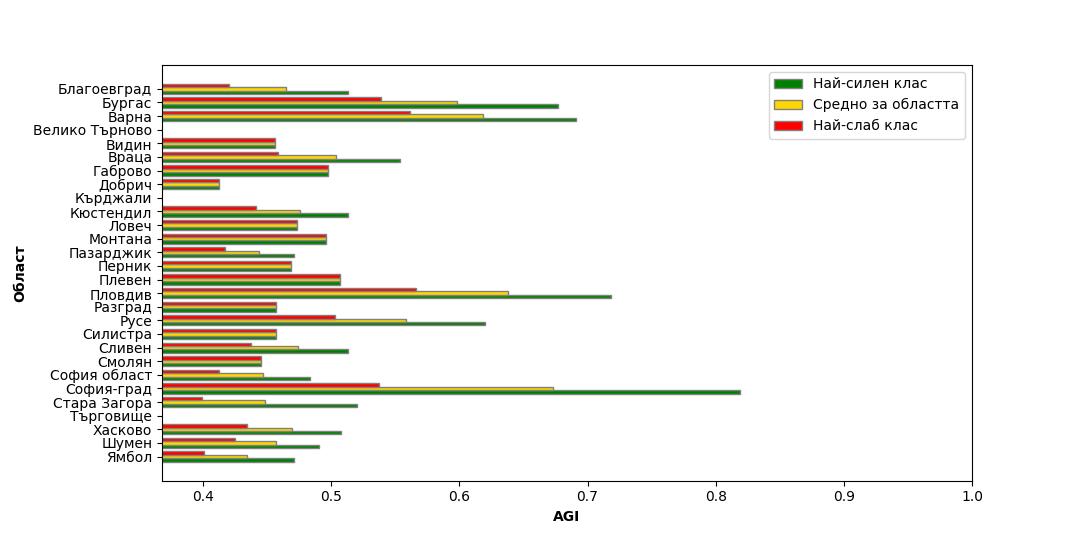 Най-силен клас
Средно за областта
Най-слаб клас
Благоевград
Бургас
Варна
Велико Търново
Видин
Враца
Габрово
Добрич
Кърджали
Кюстендил
Ловеч
Монтана
Пазарджик
Перник
Плевен
Пловдив
Разград
Русе
Силистра
Сливен
Смолян
София област
София-град
Стара Загора
Търговище
Хасково
Шумен
Ямбол
Област
0.4 0.5 0.6 0.7 0.8 0.9 1.0
AGI